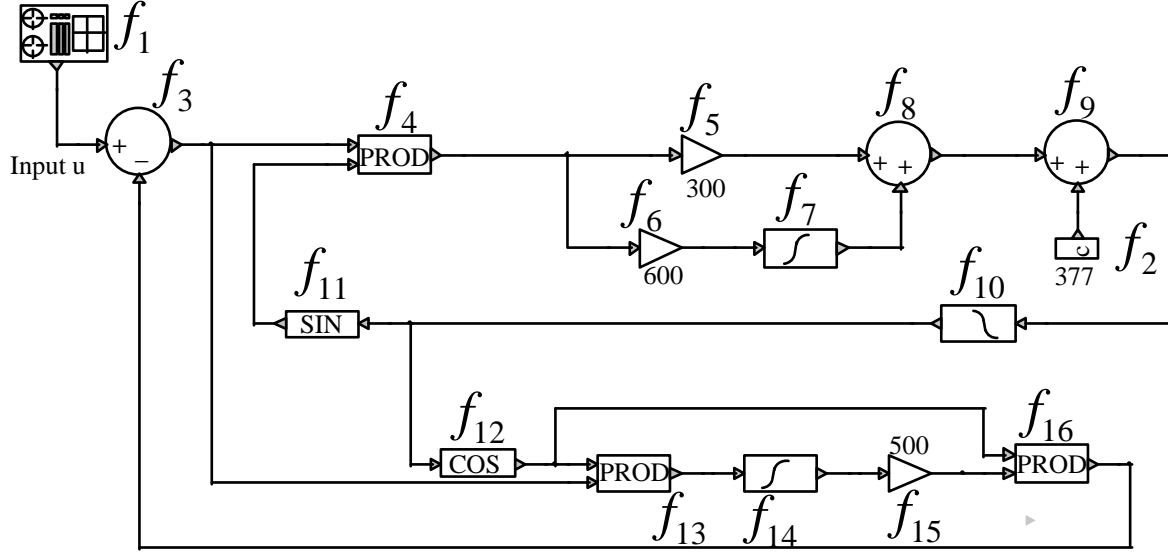 f1
f3
Input u
+
−
f4
PROD
f5
300
f6
600
f7
f8
+
+
f9
+
+
c
377
f2
f11
SIN
f10
f12
COS
PROD
f13
f14
500
f15
f16
PROD